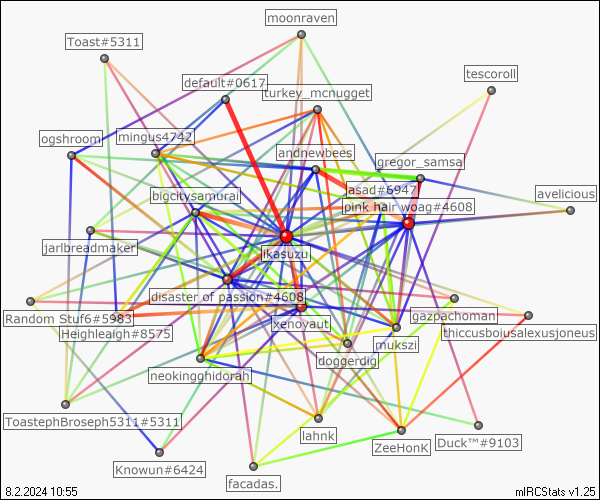 moonraven
Toast#5311
tescoroll
default#0617
turkey_mcnugget
ogshroom
mingus4742
andnewbees
gregor_samsa
asad#6947
bigcitysamurai
avelicious
pink hair woag#4608
jarlbreadmaker
ikasuzu
disaster of passion#4608
Random_Stuf6#5983
xenoyaut
gazpachoman
Heighleaigh#8575
thiccusboiusalexusjoneus
mukszi
doggerdig
neokingghidorah
ToastephBroseph5311#5311
lahnk
ZeeHonK
Duck™#9103
Knowun#6424
facadas.
8.2.2024 10:55
mIRCStats v1.25